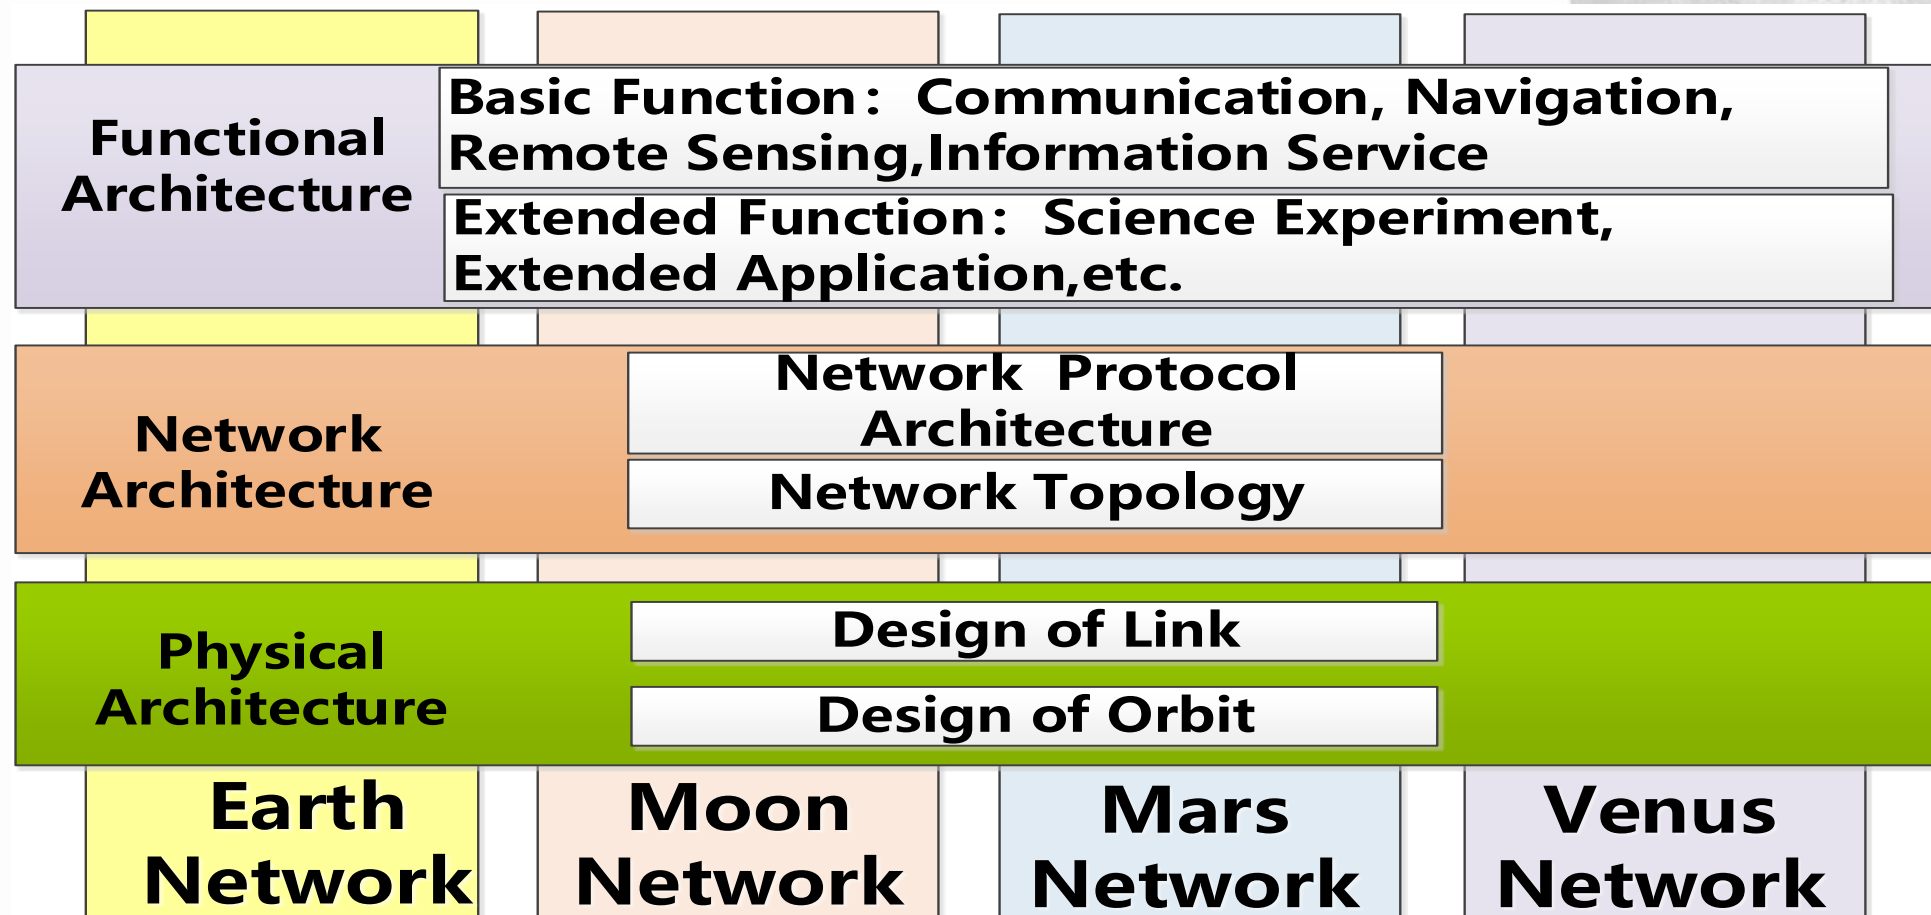 Functional
Architecture
Basic Function： Communication, Navigation,
Remote Sensing,Information Service
Extended Function： Science Experiment,
Extended Application,etc.
Network
Architecture
Network Protocol
Architecture
Network Topology
Physical
Architecture
Design of Link
Design of Orbit
Earth
Network
Moon
Network
Mars
Network
Venus
Network